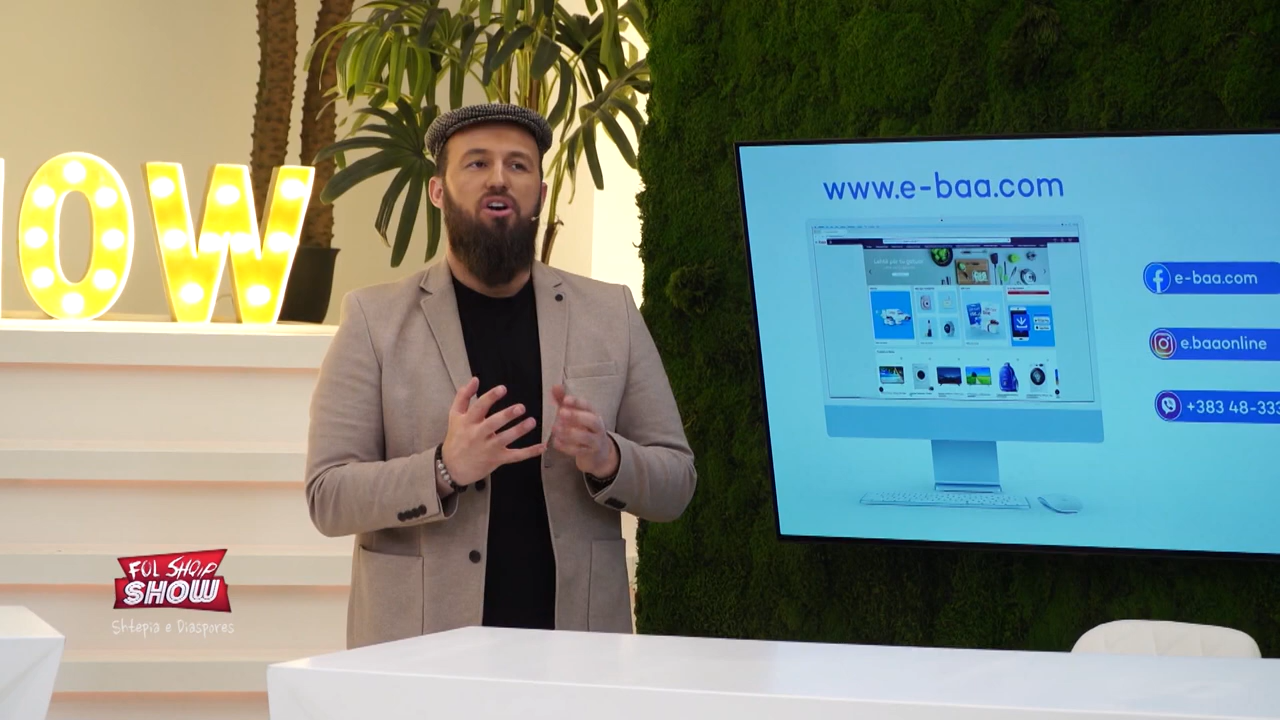 OW
www.e-baa.com
e-baa.com
e.baaonline
+383 48-333
FOL SHQIP
SHOW
Shtepia e Diaspores